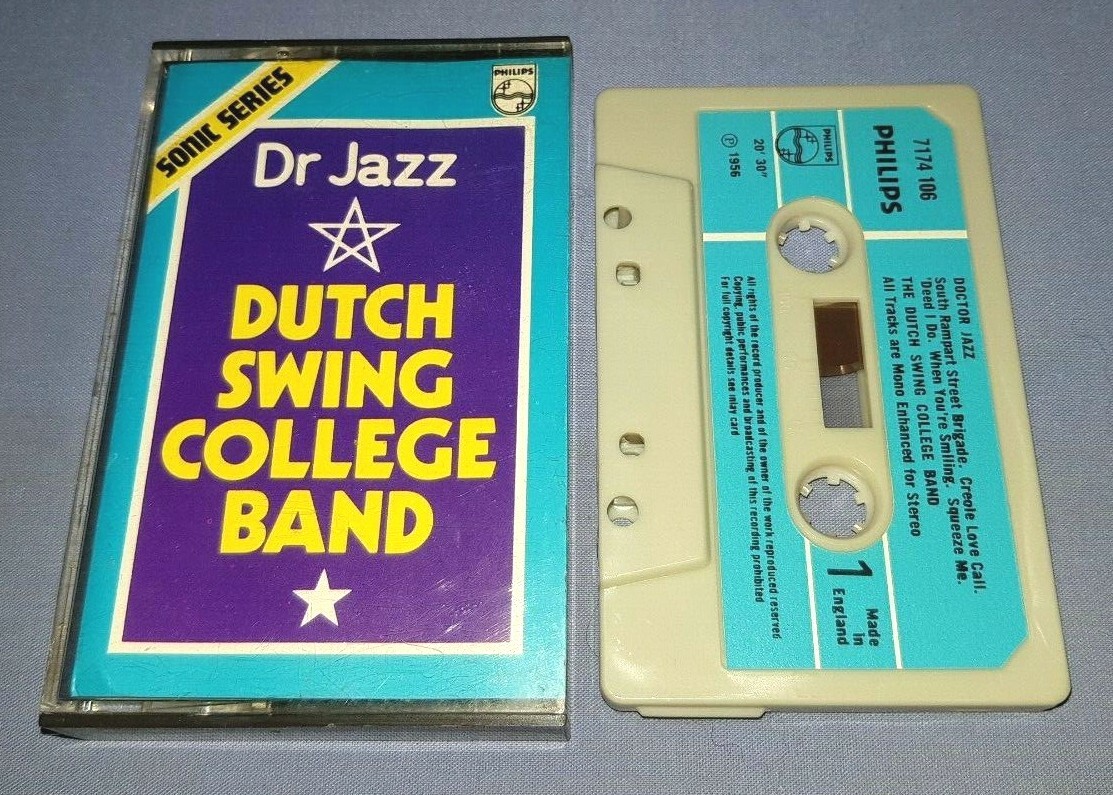 SONIC SERIES
PHILIPS
Dr Jazz
DUTCH
SWING
COLLEGE
BAND
7174 106
PHILIPS
PHILIPS
20' 30"
℗ 1956
DOCTOR JAZZ
South Rampart Street Brigade. Creole Love Call.
'Deed I Do. When You're Smiling. Squeeze Me.
THE DUTCH SWING COLLEGE BAND
All Tracks are Mono Enhanced for Stereo
All rights of the record producer and of the owner of the work reproduced reserved
Copying, public performances and broadcasting of this recording prohibited
For full copyright details see inlay card
1
Made
in
England